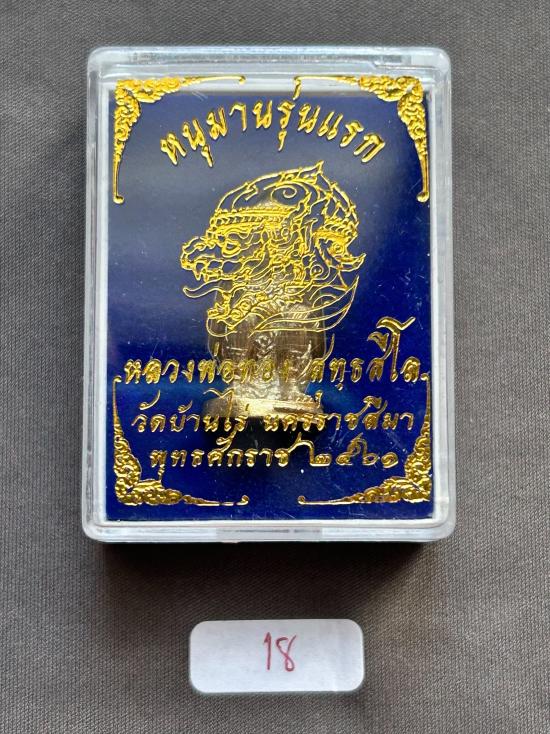 หนุมานรุ่นแรก
หลวงพ่อทอง สุทธสีโล
วัดบ้านไร่ นครราชสีมา
พุทธศักราช ๒๕๖๑
18